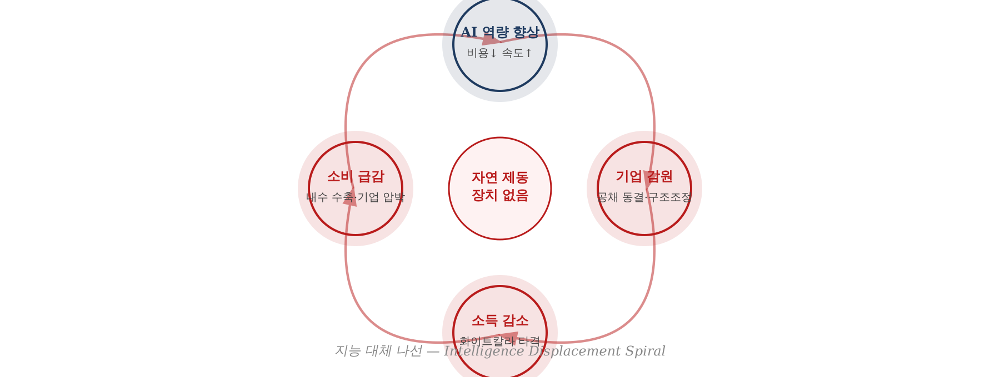 AI 역량 향상
비용↓ 속도↑
소비 급감
내수 수축·기업 압박
자연 제동
장치 없음
기업 감원
공채 동결·구조조정
소득 감소
화이트칼라 타격
지능 대체 나선 — Intelligence Displacement Spiral